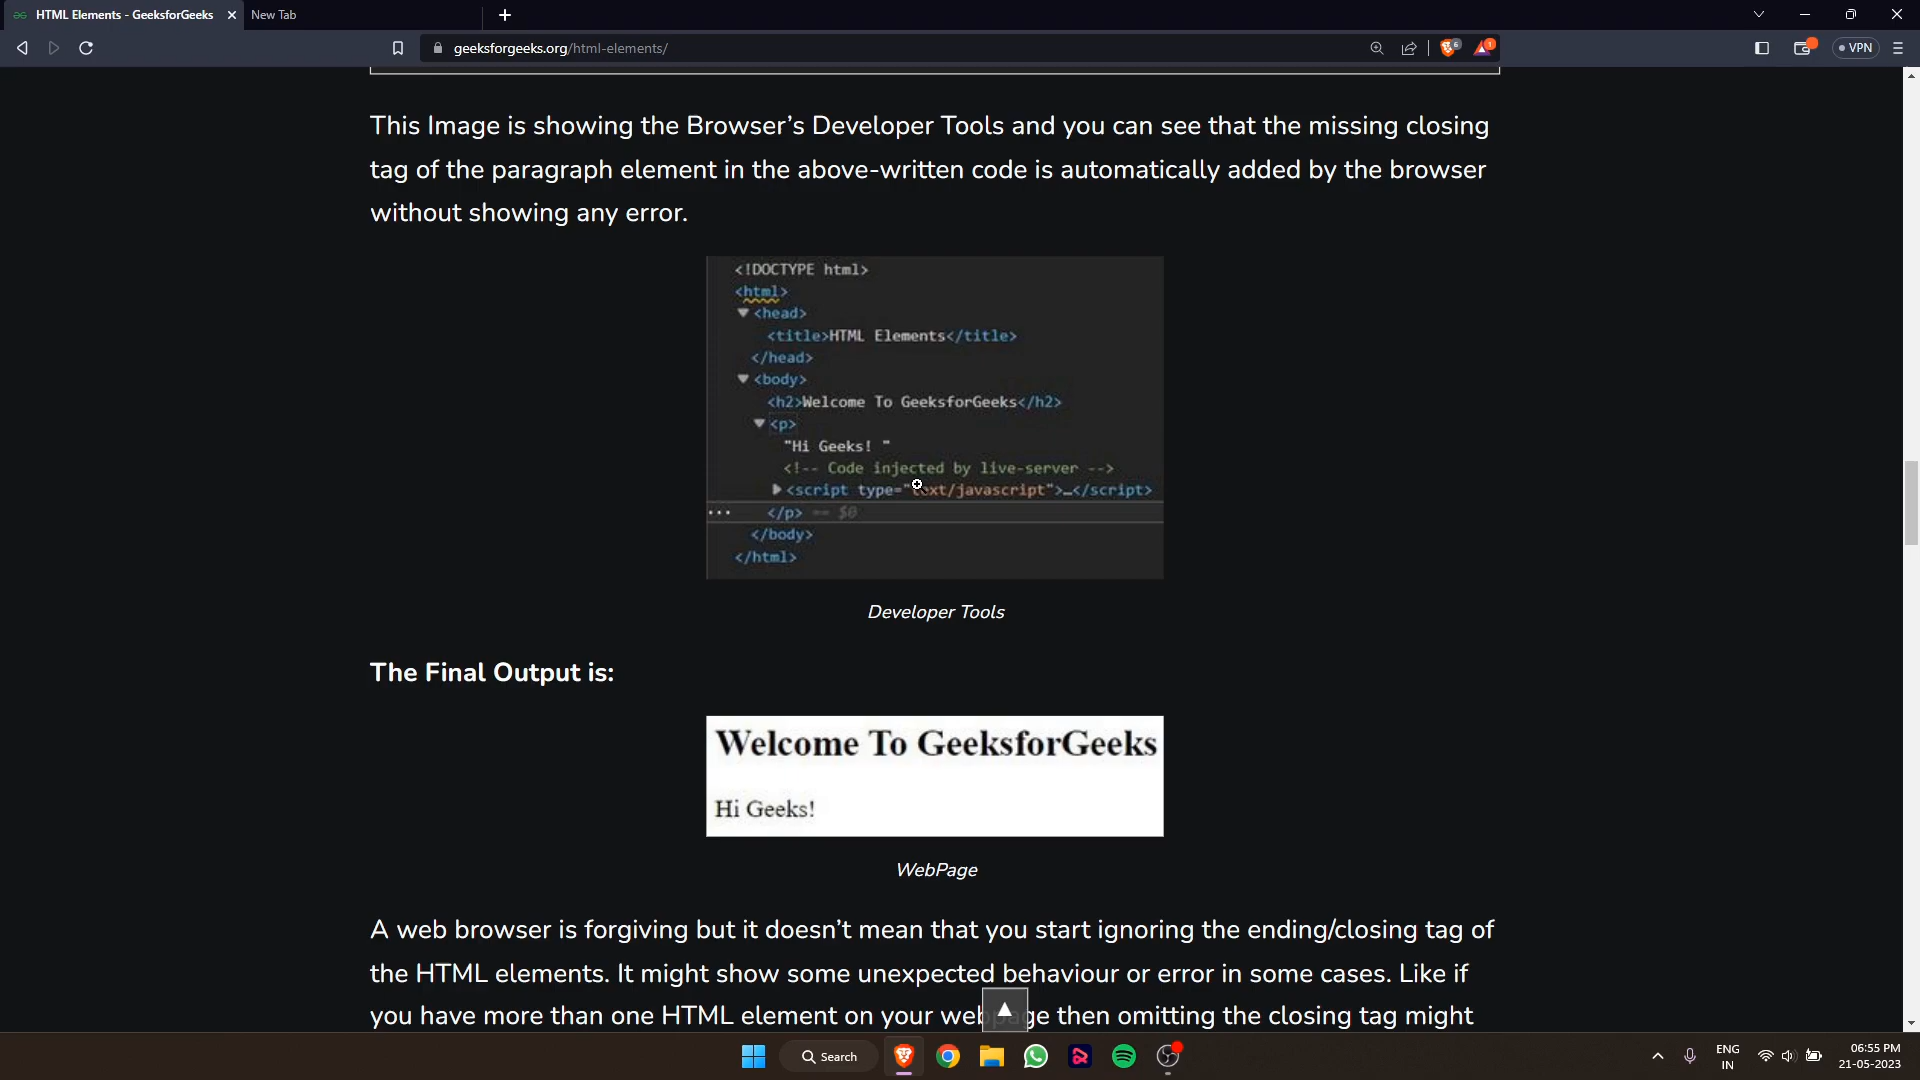 HTML Elements - GeeksforGeeks
New Tab
geeksforgeeks.org/html-elements/
6
1
VPN
This Image is showing the Browser’s Developer Tools and you can see that the missing closing
tag of the paragraph element in the above-written code is automatically added by the browser
without showing any error.
<!DOCTYPE html>
<html>
<head>
<title>HTML Elements</title>
</head>
<body>
<h2>Welcome To GeeksforGeeks</h2>
<p>
"Hi Geeks! "
<!-- Code injected by live-server -->
<script type="text/javascript">…</script>
</p> == $0
</body>
</html>
Developer Tools
The Final Output is:
Welcome To GeeksforGeeks
Hi Geeks!
WebPage
A web browser is forgiving but it doesn’t mean that you start ignoring the ending/closing tag of
the HTML elements. It might show some unexpected behaviour or error in some cases. Like if
you have more than one HTML element on your webpage then omitting the closing tag might
Search
ENG
IN
06:55 PM
21-05-2023